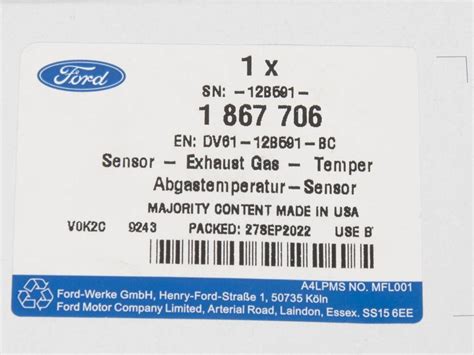 Ford
1 x
SN: -12B591-
1 867 706
EN: DV61-12B591-BC
Sensor - Exhaust Gas - Temper
Abgastemperatur-Sensor
MAJORITY CONTENT MADE IN USA
V0K2C 9243 PACKED: 27SEP2022 USE B
A4LPMS NO. MFL001
Ford-Werke GmbH, Henry-Ford-Straße 1, 50735 Köln
Ford Motor Company Limited, Arterial Road, Laindon, Essex. SS15 6EE